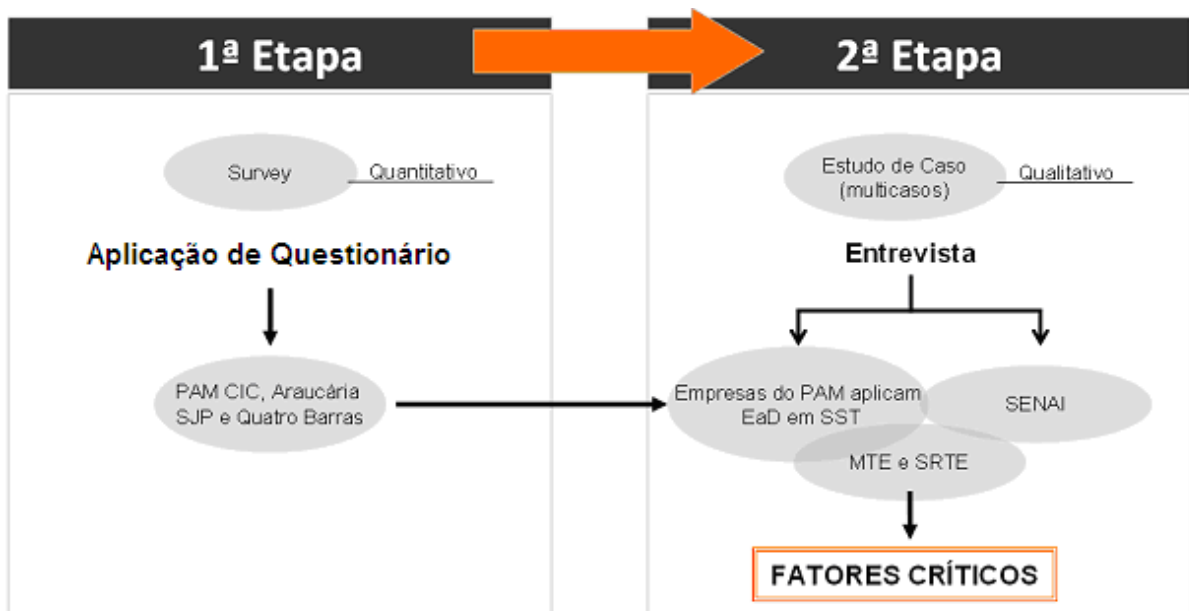 1ª Etapa
Survey
Quantitativo
Aplicação de Questionário
PAM CIC, Araucária
SJP e Quatro Barras
2ª Etapa
Estudo de Caso
(multicasos)
Qualitativo
Entrevista
Empresas do PAM aplicam
EaD em SST
SENAI
MTE e SRTE
FATORES CRÍTICOS